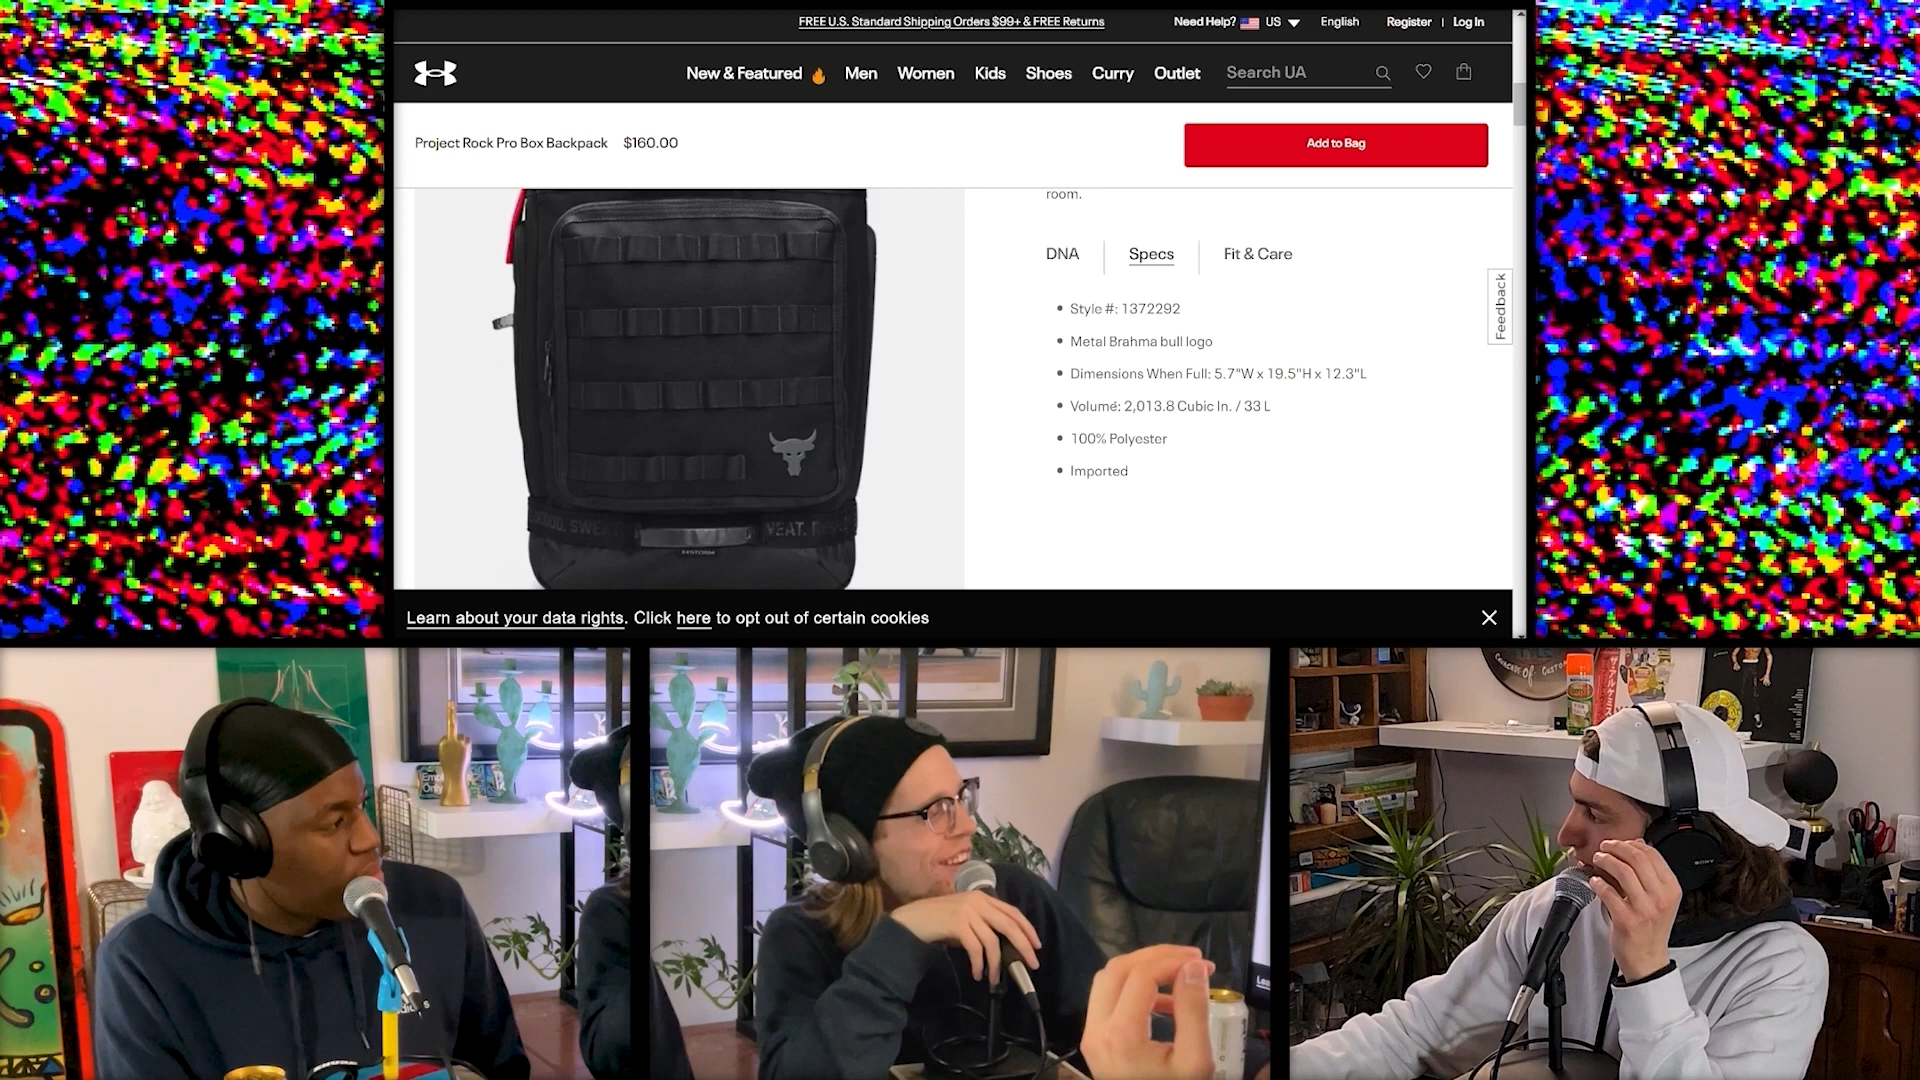 FREE U.S. Standard Shipping Orders $99+ & FREE Returns
Need Help? US English Register | Log In
New & Featured Men Women Kids Shoes Curry Outlet Search UA
Project Rock Pro Box Backpack $160.00
Add to Bag
room.
DNA Specs Fit & Care
Feedback
• Style #: 1372292
• Metal Brahma bull logo
• Dimensions When Full: 5.7"W x 19.5"H x 12.3"L
• Volume: 2,013.8 Cubic In. / 33 L
• 100% Polyester
• Imported
Learn about your data rights. Click here to opt out of certain cookies
SONY